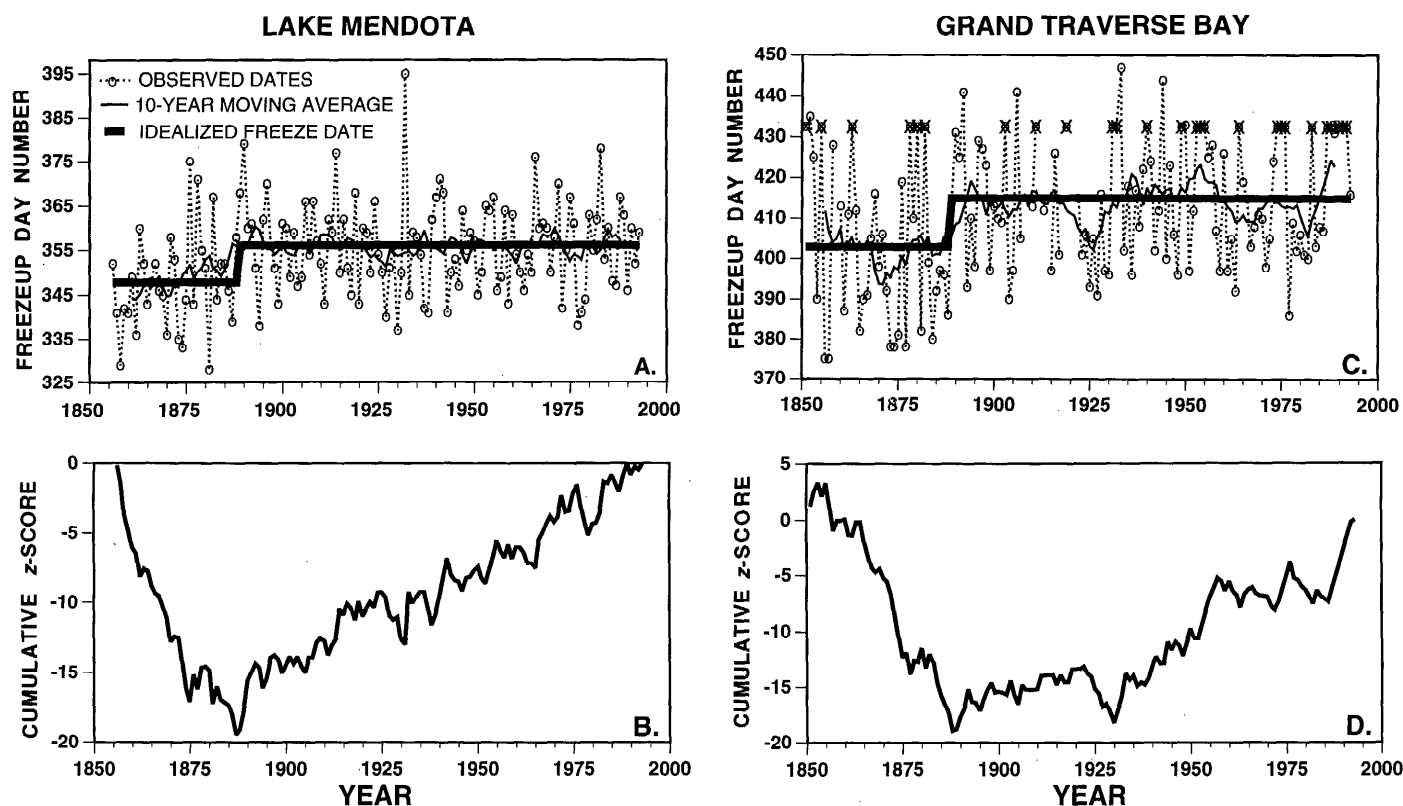 LAKE MENDOTA
FREEZEUP DAY NUMBER
395
385
375
365
355
345
335
325
OBSERVED DATES
10-YEAR MOVING AVERAGE
IDEALIZED FREEZE DATE
A.
1850 1875 1900 1925 1950 1975 2000
GRAND TRAVERSE BAY
FREEZEUP DAY NUMBER
450
440
430
420
410
400
390
380
370
C.
1850 1875 1900 1925 1950 1975 2000
CUMULATIVE z-SCORE
0
-5
-10
-15
-20
B.
1850 1875 1900 1925 1950 1975 2000
YEAR
CUMULATIVE z-SCORE
5
0
-5
-10
-15
-20
D.
1850 1875 1900 1925 1950 1975 2000
YEAR